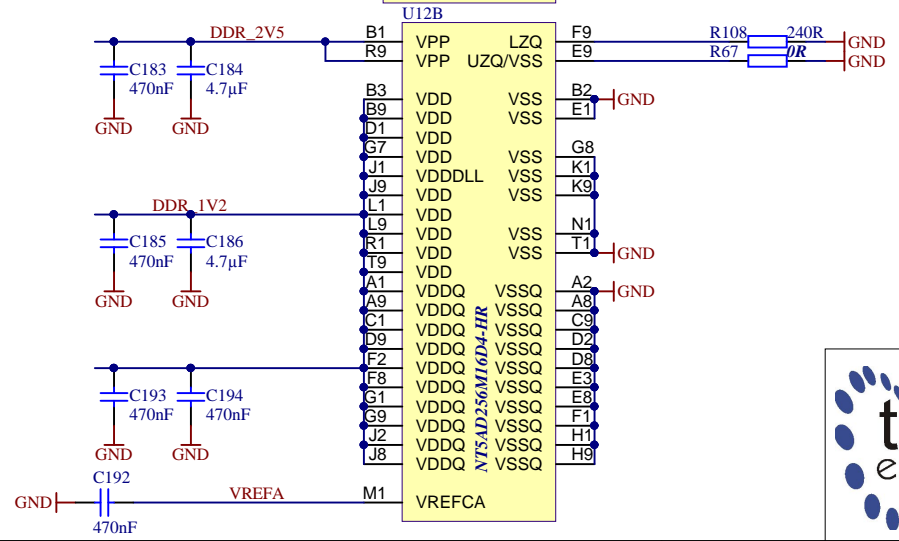 U12B
DDR_2V5 B1 VPP LZQ F9 R108 240R GND
R9 VPP UZQ/VSS E9 R67 0R GND
C183 C184
470nF 4.7µF
GND GND
B3 VDD VSS B2 GND
B9 VDD VSS E1
D1 VDD
G7 VDD VSS G8
J1 VDDDLL VSS K1
J9 VDD VSS K9
DDR_1V2 L1 VDD
L9 VDD VSS N1
R1 VDD VSS T1 GND
T9 VDD
C185 C186
470nF 4.7µF
GND GND
A1 VDDQ VSSQ A2 GND
A9 VDDQ VSSQ A8
C1 VDDQ VSSQ C9
D9 VDDQ VSSQ D2
F2 VDDQ VSSQ D8
F8 VDDQ VSSQ E3
G1 VDDQ VSSQ E8
G9 VDDQ VSSQ F1
J2 VDDQ VSSQ H1
J8 VDDQ VSSQ H9
NT5AD256M16D4-HR
C193 C194
470nF 470nF
GND GND
C192
GND VREFA M1 VREFCA
470nF
t
e